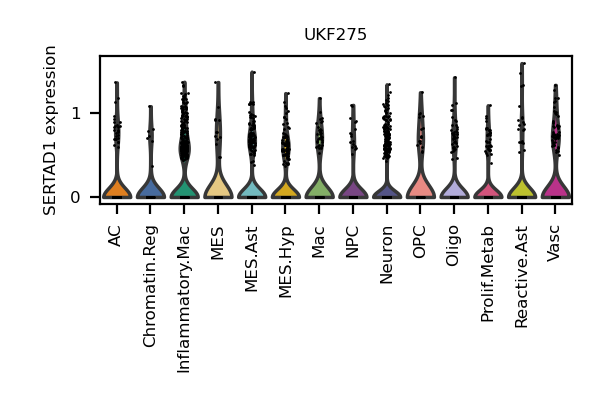 UKF275
SERTAD1 expression
1
0
AC
Chromatin.Reg
Inflammatory.Mac
MES
MES.Ast
MES.Hyp
Mac
NPC
Neuron
OPC
Oligo
Prolif.Metab
Reactive.Ast
Vasc